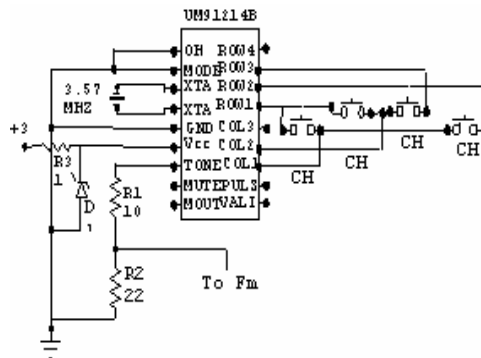 UM91214B
OH ROW4
MODE ROW3
XTA ROW2
3.57
MHZ
XTA ROW1
GND COL3
+3
Vcc COL2
R3
1
TONE COL1
CH
CH
CH
D
R1
10
MUTE PULS
MOUT VALI
R2
22
To Fm